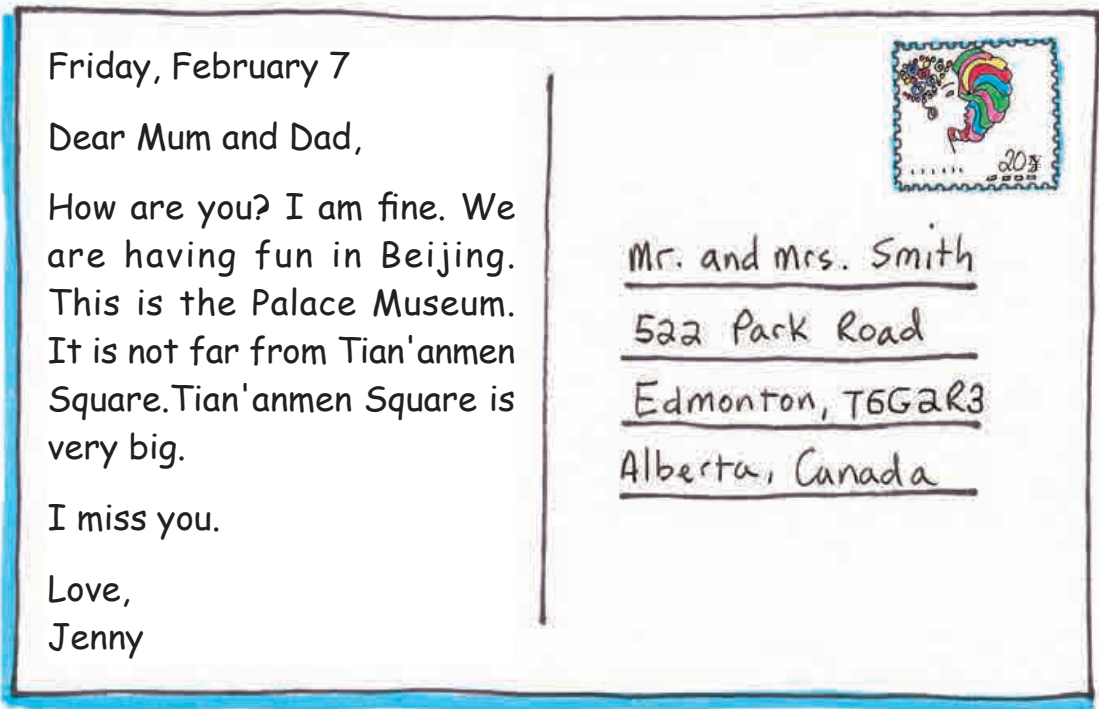 Friday, February 7
Dear Mum and Dad,
How are you? I am fine. We
are having fun in Beijing.
This is the Palace Museum.
It is not far from Tian'anmen
Square.Tian'anmen Square is
very big.
I miss you.
Love,
Jenny
Mr. and mrs. Smith
522 Park Road
Edmonton, T6G2R3
Alberta, Canada